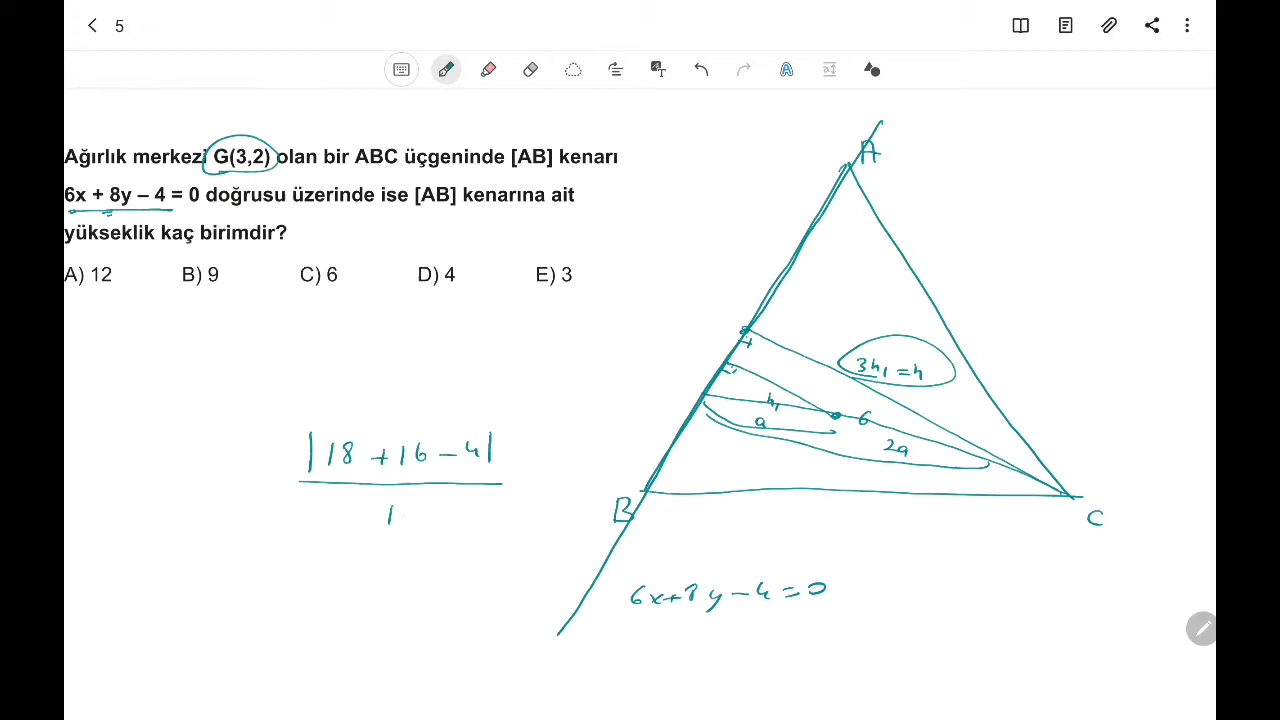 5
Ağırlık merkezi G(3,2) olan bir ABC üçgeninde [AB] kenarı
6x + 8y – 4 = 0 doğrusu üzerinde ise [AB] kenarına ait
yükseklik kaç birimdir?
A) 12 B) 9 C) 6 D) 4 E) 3
A
3h₁ = h
h₁
a
G
2a
|18 + 16 - 4|
1
B
C
6x+8y-4=0